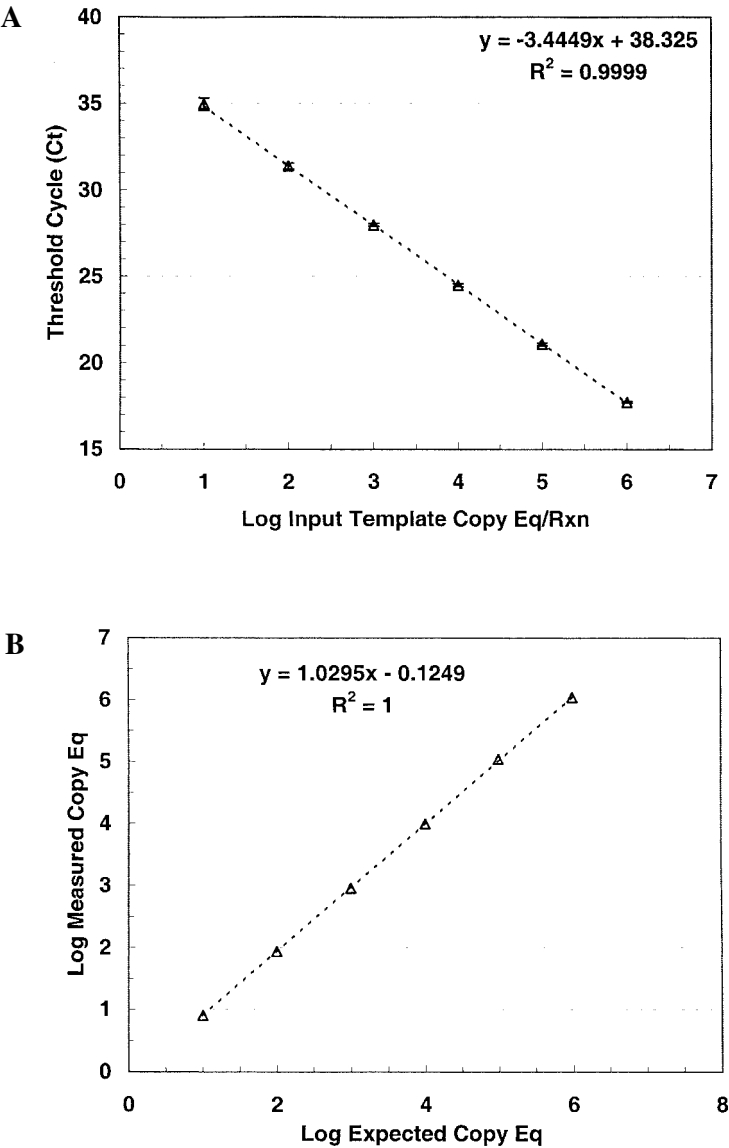 A
y = -3.4449x + 38.325
R² = 0.9999
40
35
30
25
20
15
Threshold Cycle (Ct)
0 1 2 3 4 5 6 7
Log Input Template Copy Eq/Rxn
B
y = 1.0295x - 0.1249
R² = 1
7
6
5
4
3
2
1
0
Log Measured Copy Eq
0 2 4 6 8
Log Expected Copy Eq